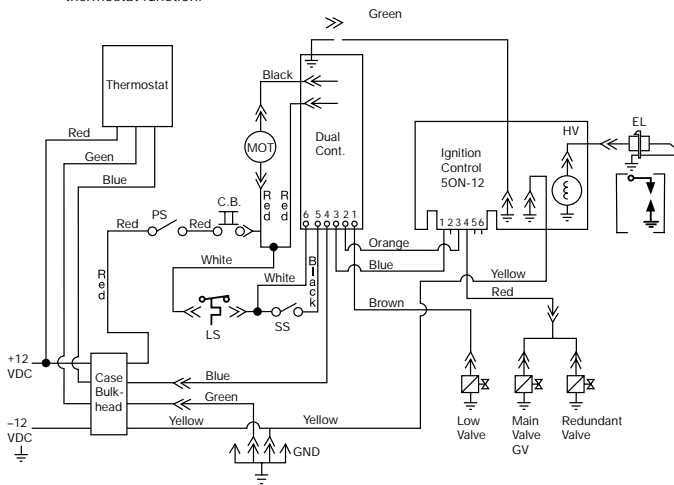 thermostat function.
Green
Thermostat
Black
Dual
Cont.
HV
EL
Ignition
Control
5ON-12
MOT
Red
Geen
Blue
Red
Red
PS
Red
C.B.
Red
6 5 4 3 2 1
1 2 3 4 5 6
White
Orange
Blue
Yellow
White
Black
Red
Brown
Red
LS
SS
+12
VDC
Case
Bulk-
head
Blue
Green
–12
VDC
Yellow
Yellow
GND
Low
Valve
Main
Valve
GV
Redundant
Valve